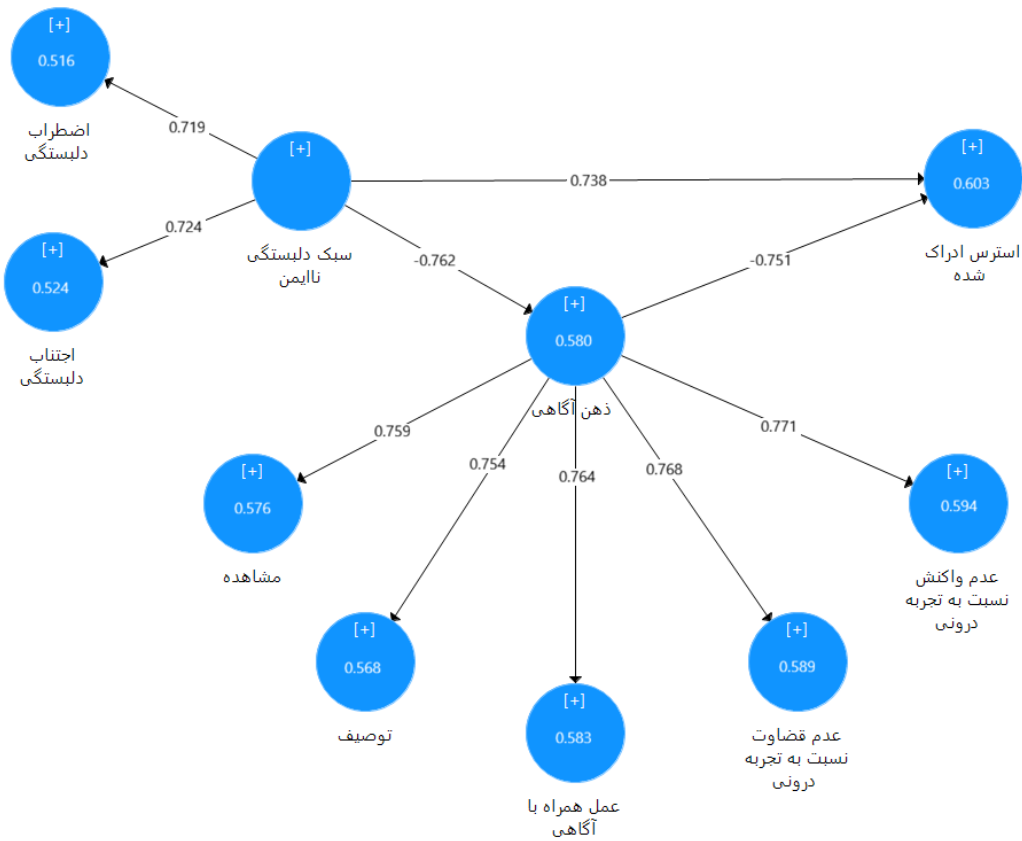 [+]
0.516
اضطراب
دلبستگی
0.719
[+]
سبک دلبستگی
ناایمن
0.738
[+]
0.603
استرس ادراک
شده
0.724
[+]
0.524
اجتناب
دلبستگی
-0.762
-0.751
[+]
0.580
ذهن آگاهی
0.759
0.754
0.764
0.768
0.771
[+]
0.576
مشاهده
[+]
0.568
توصیف
[+]
0.583
عمل همراه با
آگاهی
[+]
0.589
عدم قضاوت
نسبت به تجربه
درونی
[+]
0.594
عدم واکنش
نسبت به تجربه
درونی